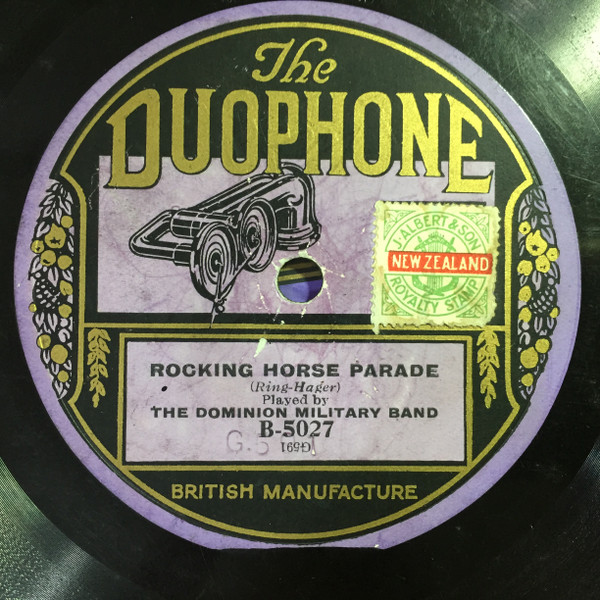 The
DUOPHONE
J. ALBERT & SON
NEW ZEALAND
ROYALTY STAMP
ROCKING HORSE PARADE
(Ring-Hager)
Played by
THE DOMINION MILITARY BAND
B-5027
G591
BRITISH MANUFACTURE